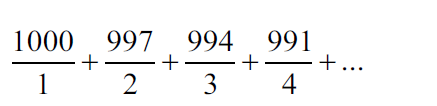 1000/1 + 997/2 + 994/3 + 991/4 + ...